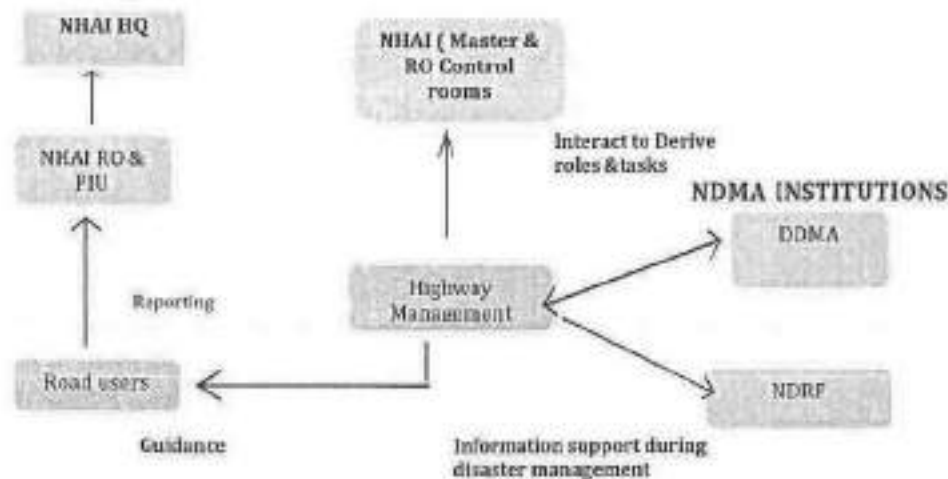 NHAI HQ
NHAI ( Master &
RO Control
rooms
NHAI RO &
PIU
Interact to Derive
roles &tasks
NDMA INSTITUTIONS
DDMA
Highway
Management
Reporting
Road users
NDRF
Guidance
Information support during
disaster management